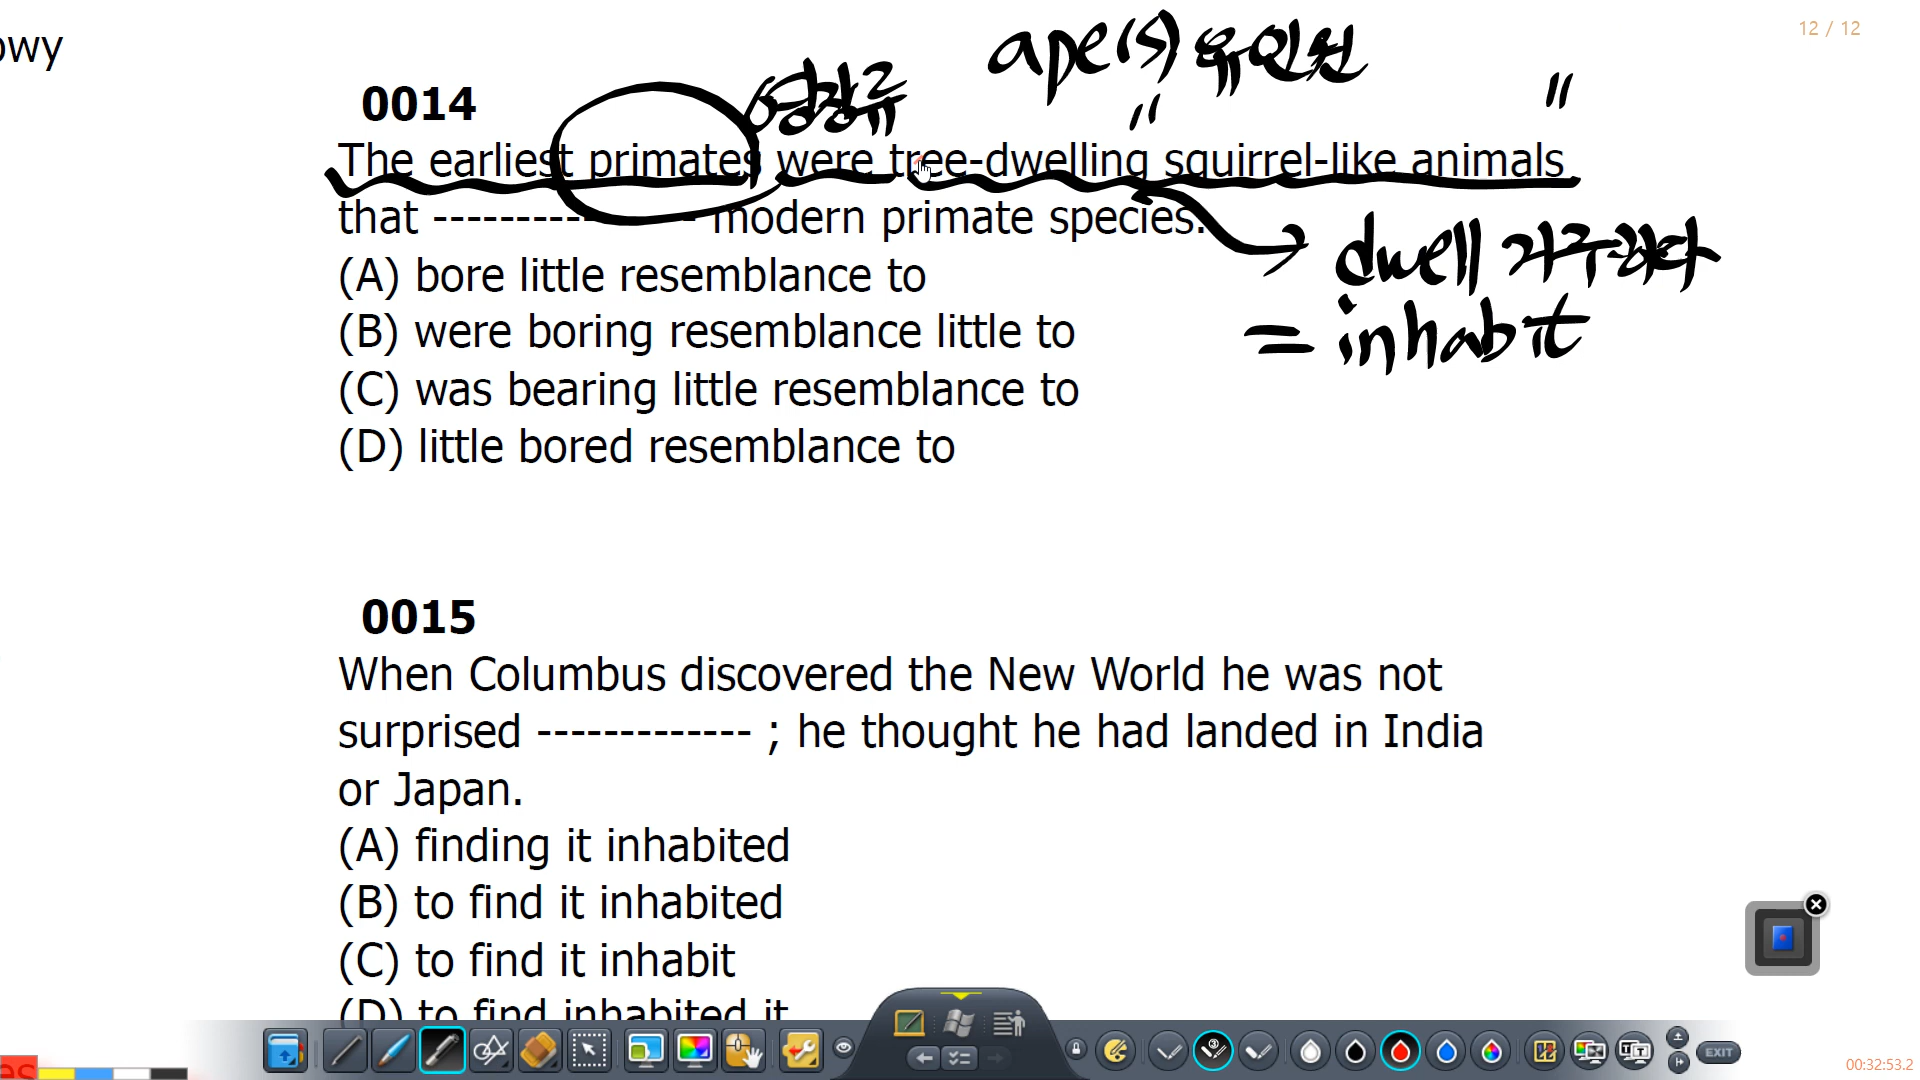 owy
12 / 12
ape(s) 유인원
영장류
0014
The earliest primates were tree-dwelling squirrel-like animals
that ---------------- modern primate species.
dwell 거주하다
= inhabit
(A) bore little resemblance to
(B) were boring resemblance little to
(C) was bearing little resemblance to
(D) little bored resemblance to
0015
When Columbus discovered the New World he was not
surprised ------------- ; he thought he had landed in India
or Japan.
(A) finding it inhabited
(B) to find it inhabited
(C) to find it inhabit
(D) to find inhabited it
EXIT
es
00:32:53.2